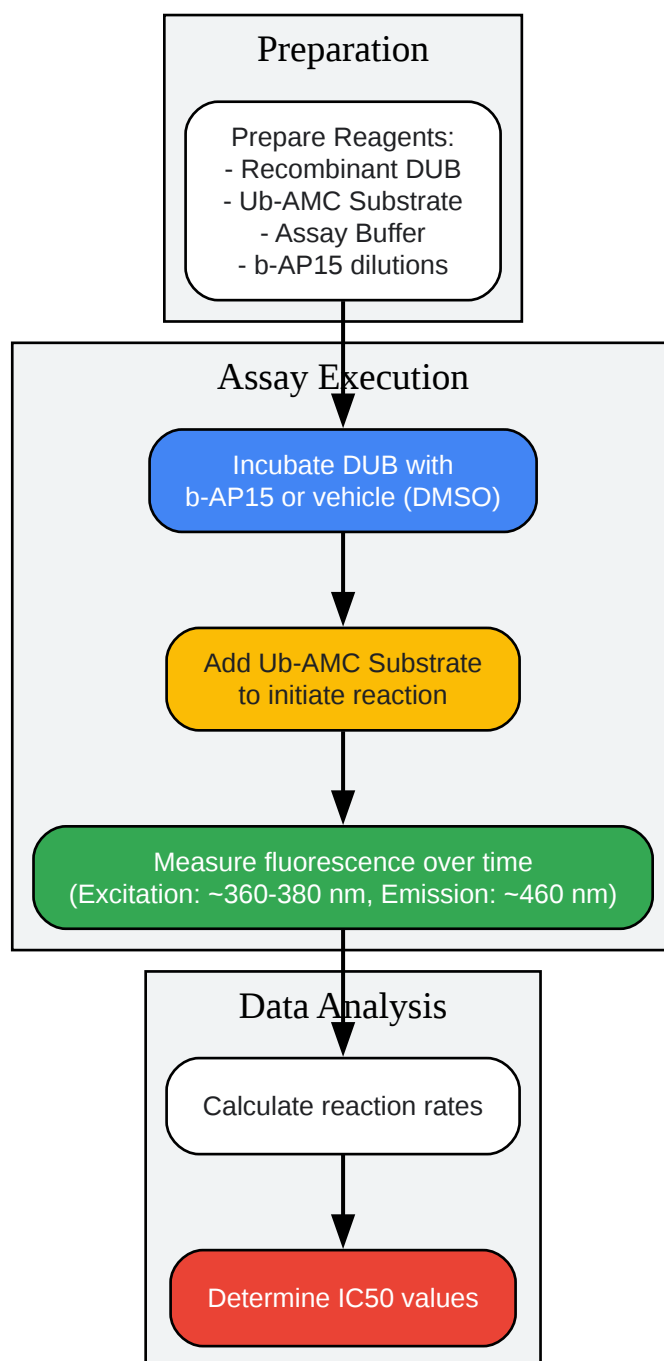 Preparation
Prepare Reagents:
- Recombinant DUB
- Ub-AMC Substrate
- Assay Buffer
- b-AP15 dilutions
Assay Execution
Incubate DUB with
b-AP15 or vehicle (DMSO)
Add Ub-AMC Substrate
to initiate reaction
Measure fluorescence over time
(Excitation: ~360-380 nm, Emission: ~460 nm)
Data Analysis
Calculate reaction rates
Determine IC50 values